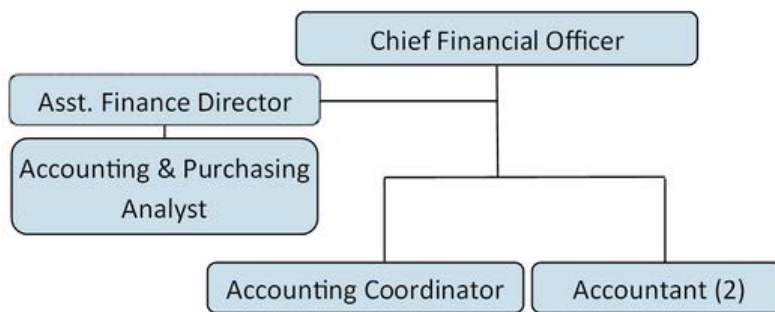 Chief Financial Officer
Asst. Finance Director
Accounting & Purchasing
Analyst
Accounting Coordinator
Accountant (2)